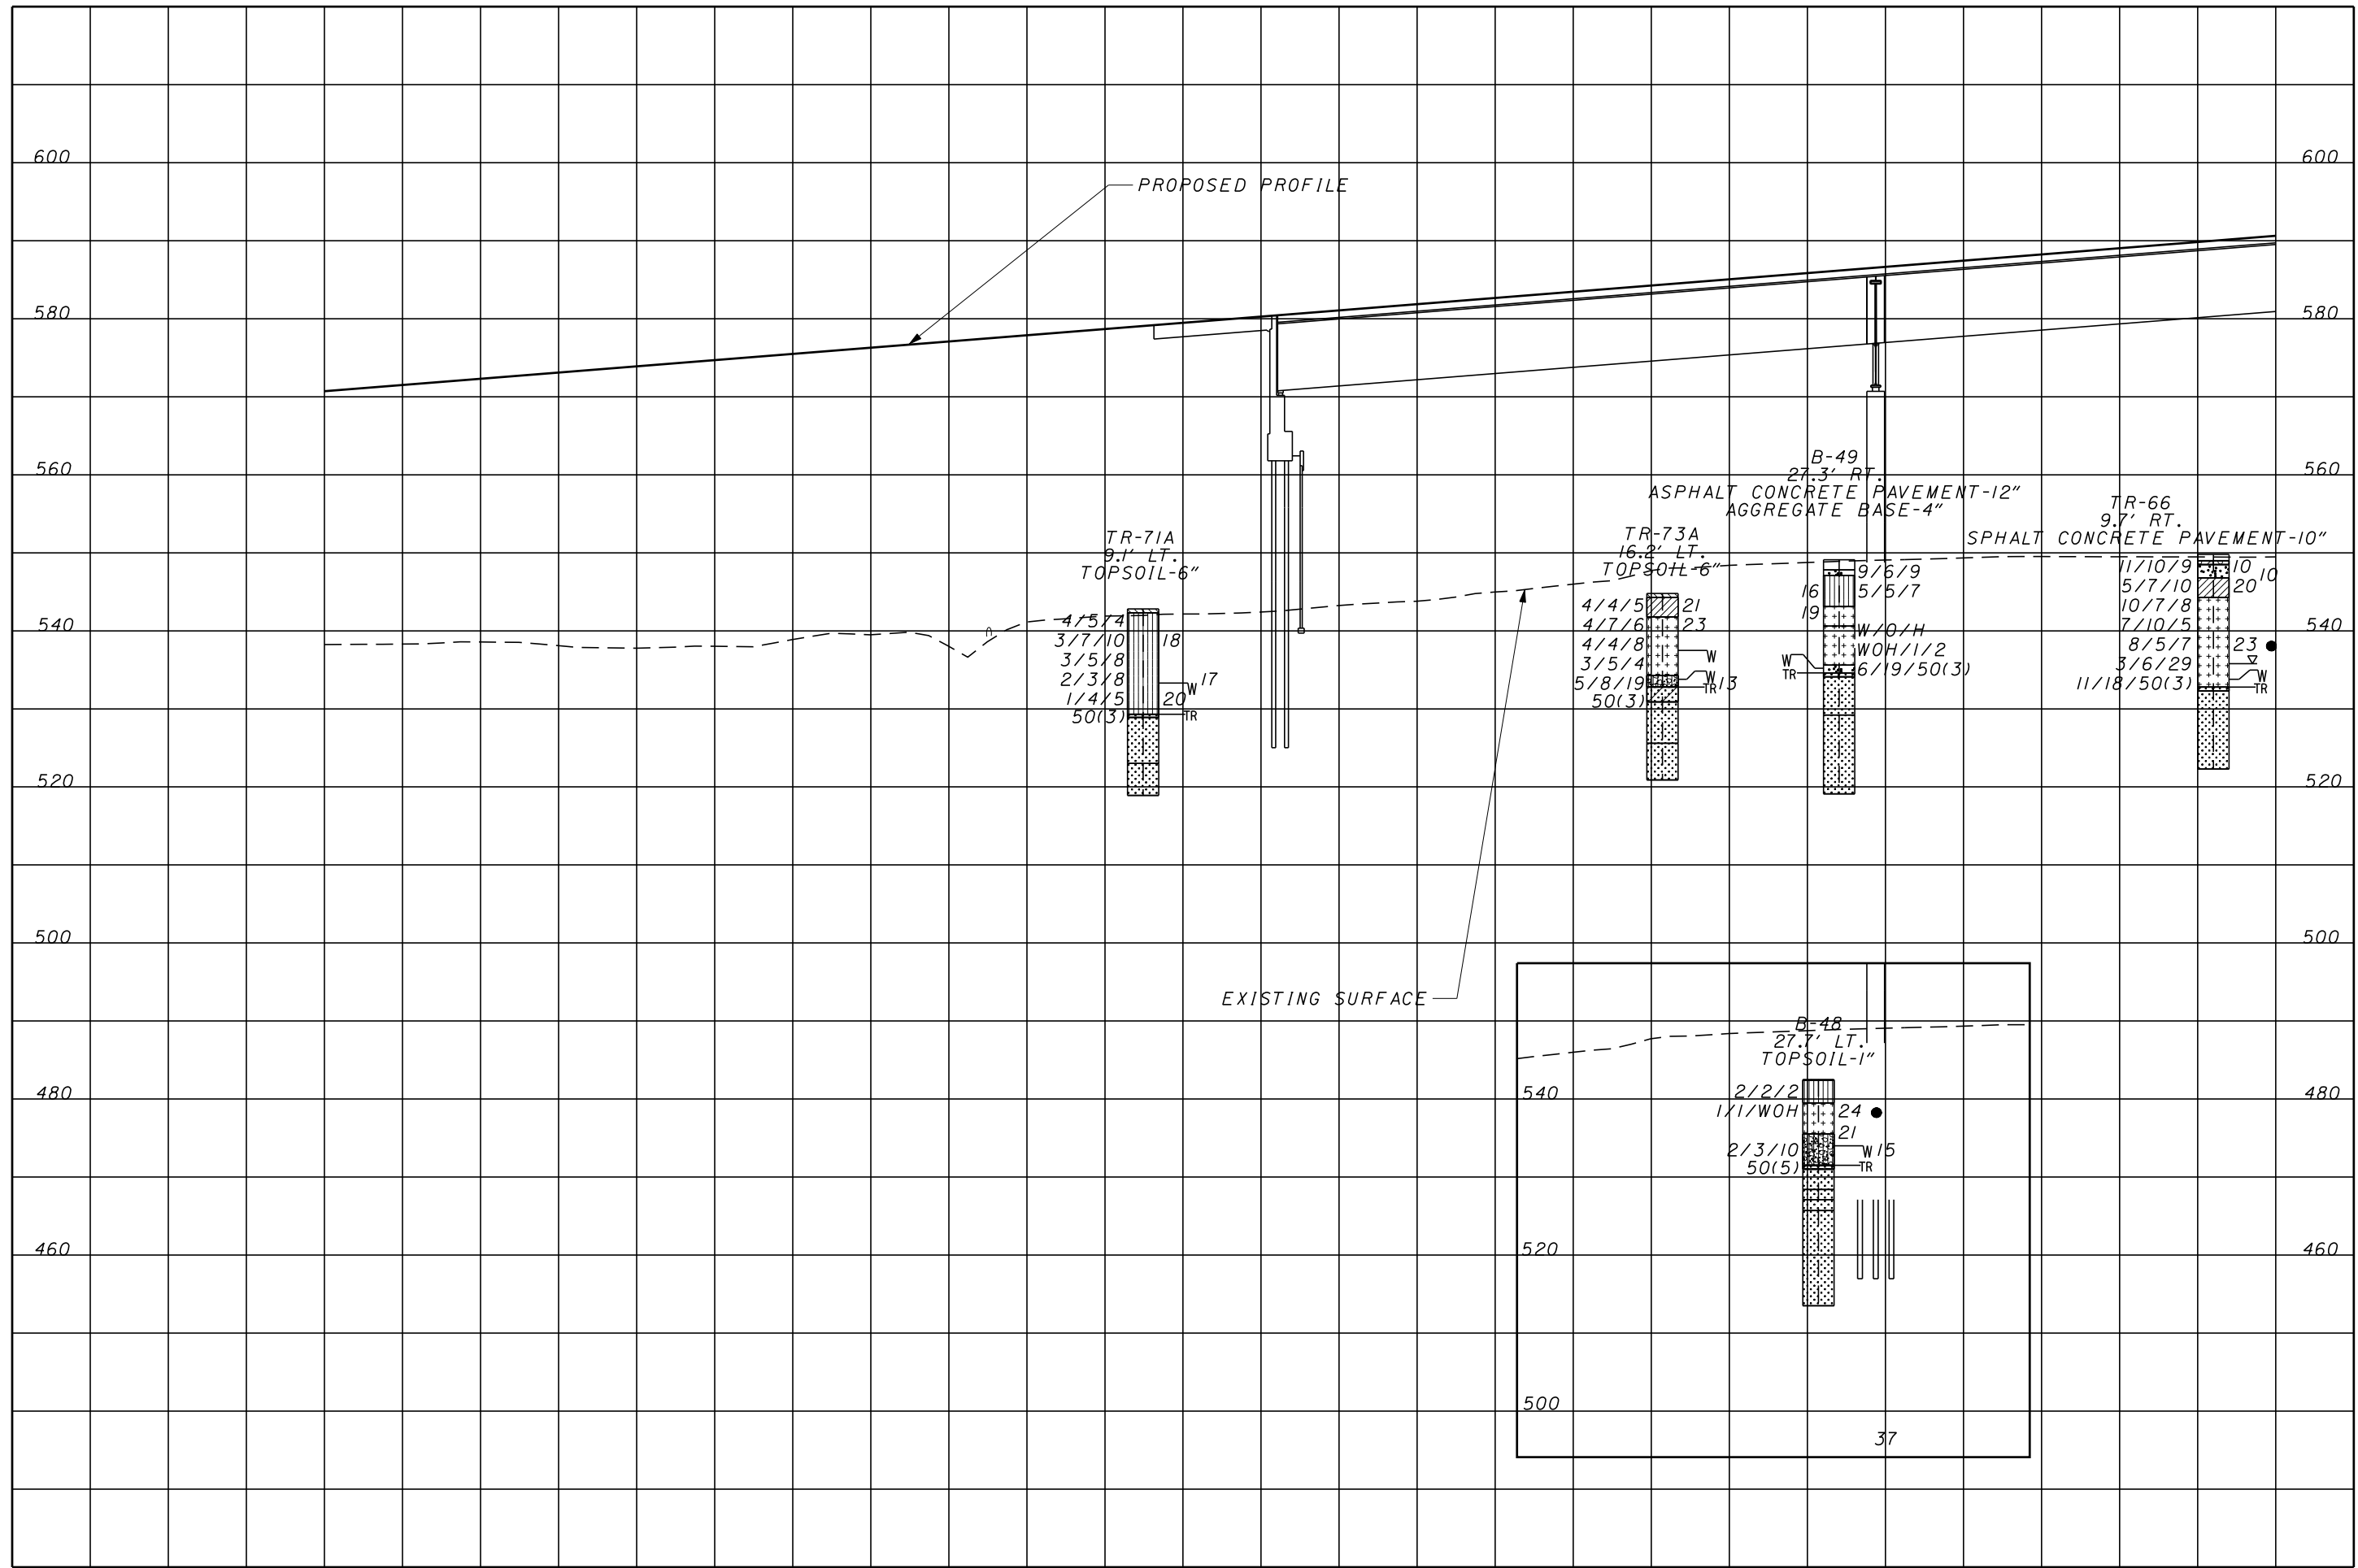 600
600
PROPOSED PROFILE
580
580
560
560
B-49
27.3' RT.
ASPHALT CONCRETE PAVEMENT-12"
AGGREGATE BASE-4"
TR-66
9.7' RT.
SPHALT CONCRETE PAVEMENT-10"
TR-71A
9.1' LT.
TOPSOIL-6"
TR-73A
16.2' LT.
TOPSOIL-6"
540
540
4/5/4
3/7/10 18
3/5/8
2/3/8 W 17
1/4/5 20
50(3) TR
4/4/5 21
4/7/6 23
4/4/8 W
3/5/4 W
5/8/19 TR 13
50(3)
9/6/9
16 5/5/7
19
W/O/H
W WOH/1/2
TR 6/19/50(3)
11/10/9 10
10
5/7/10 20
10/7/8
7/10/5
8/5/7 23
3/6/29 W
11/18/50(3) TR
520
520
500
500
EXISTING SURFACE
B-48
27.7' LT.
TOPSOIL-1"
480
540
480
2/2/2
1/1/WOH 24
21
2/3/10 W 15
50(5) TR
460
520
460
500
37